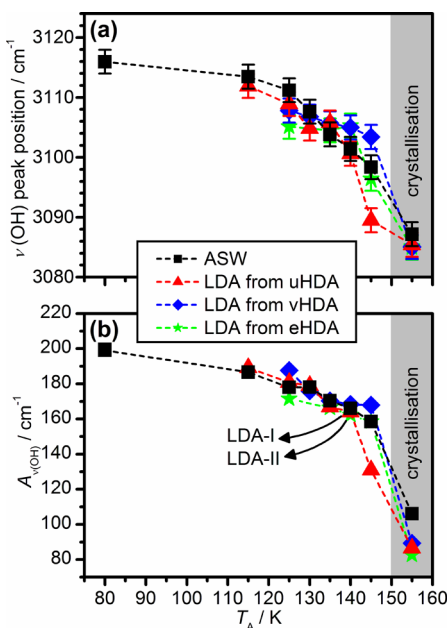 (a)
3120
3110
3100
3090
3080
ν(OH) peak position / cm⁻¹
crystallisation
ASW
LDA from uHDA
LDA from vHDA
LDA from eHDA
(b)
220
200
180
160
140
120
100
80
60
A_ν(OH) / cm⁻¹
LDA-I
LDA-II
crystallisation
80 90 100 110 120 130 140 150 160
T_A / K